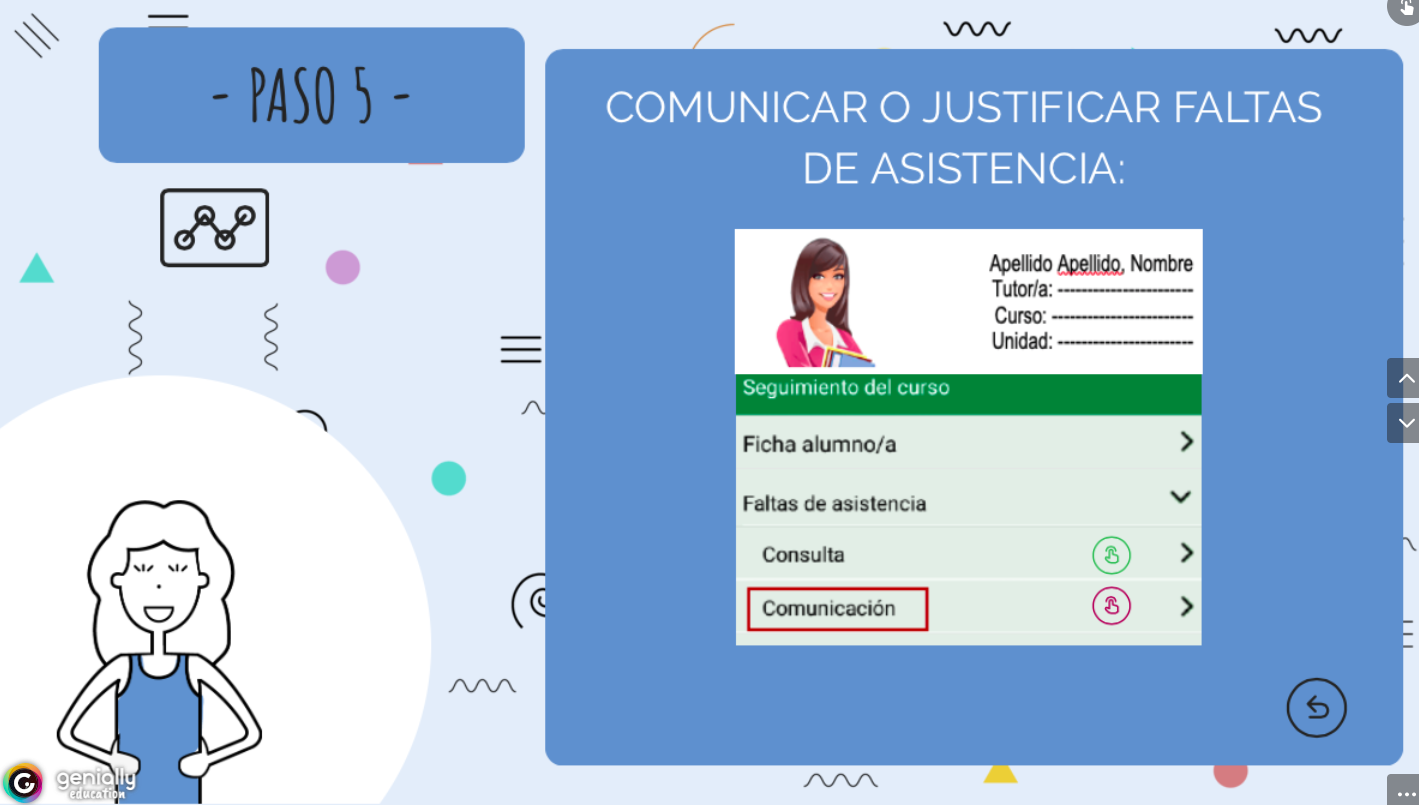 - PASO 5 -
COMUNICAR O JUSTIFICAR FALTAS
DE ASISTENCIA:
Apellido Apellido, Nombre
Tutor/a: -----------------------
Curso: ------------------------
Unidad: -----------------------
Seguimiento del curso
Ficha alumno/a
Faltas de asistencia
Consulta
Comunicación
genially
education